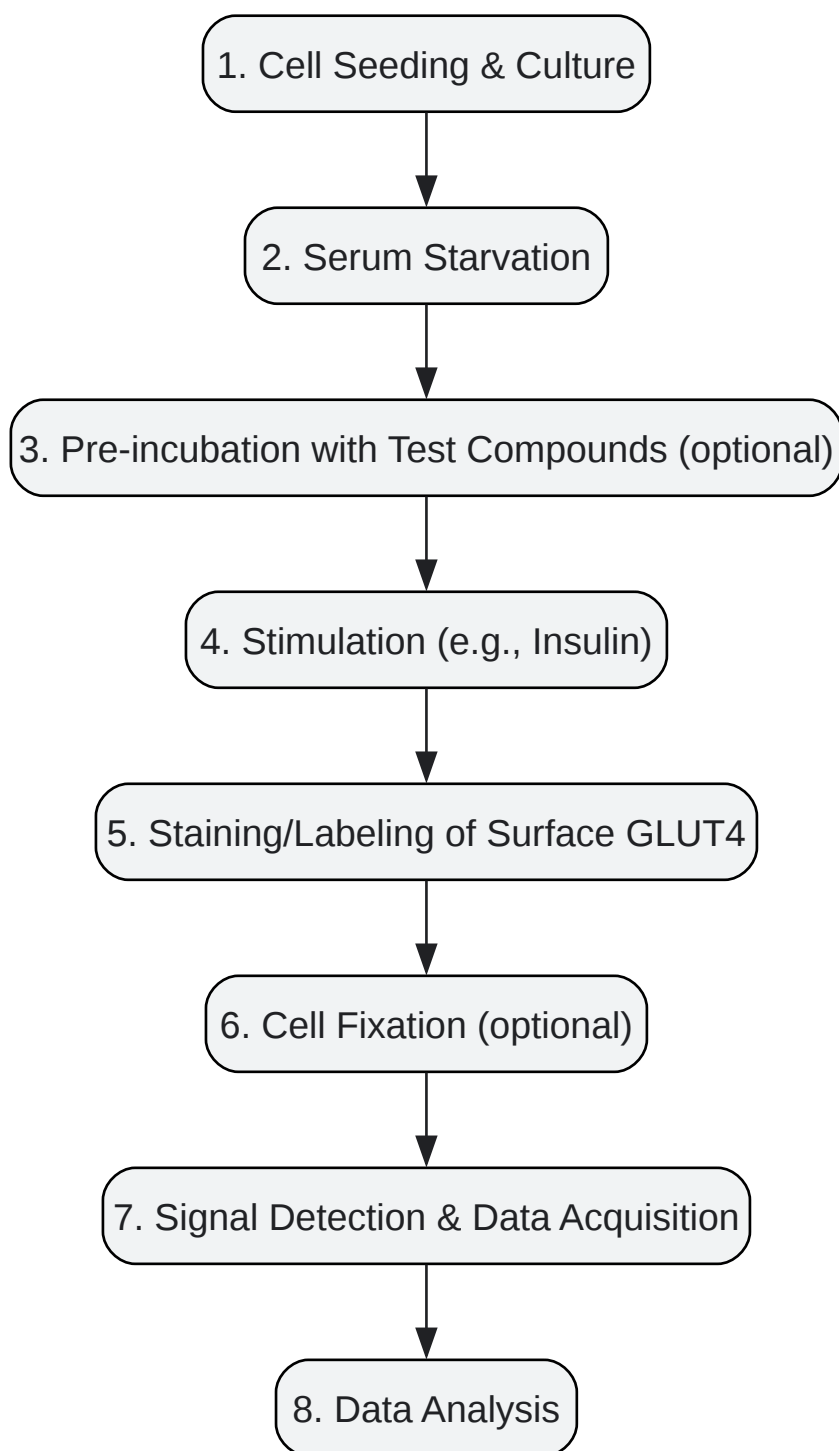 1. Cell Seeding & Culture
2. Serum Starvation
3. Pre-incubation with Test Compounds (optional)
4. Stimulation (e.g., Insulin)
5. Staining/Labeling of Surface GLUT4
6. Cell Fixation (optional)
7. Signal Detection & Data Acquisition
8. Data Analysis